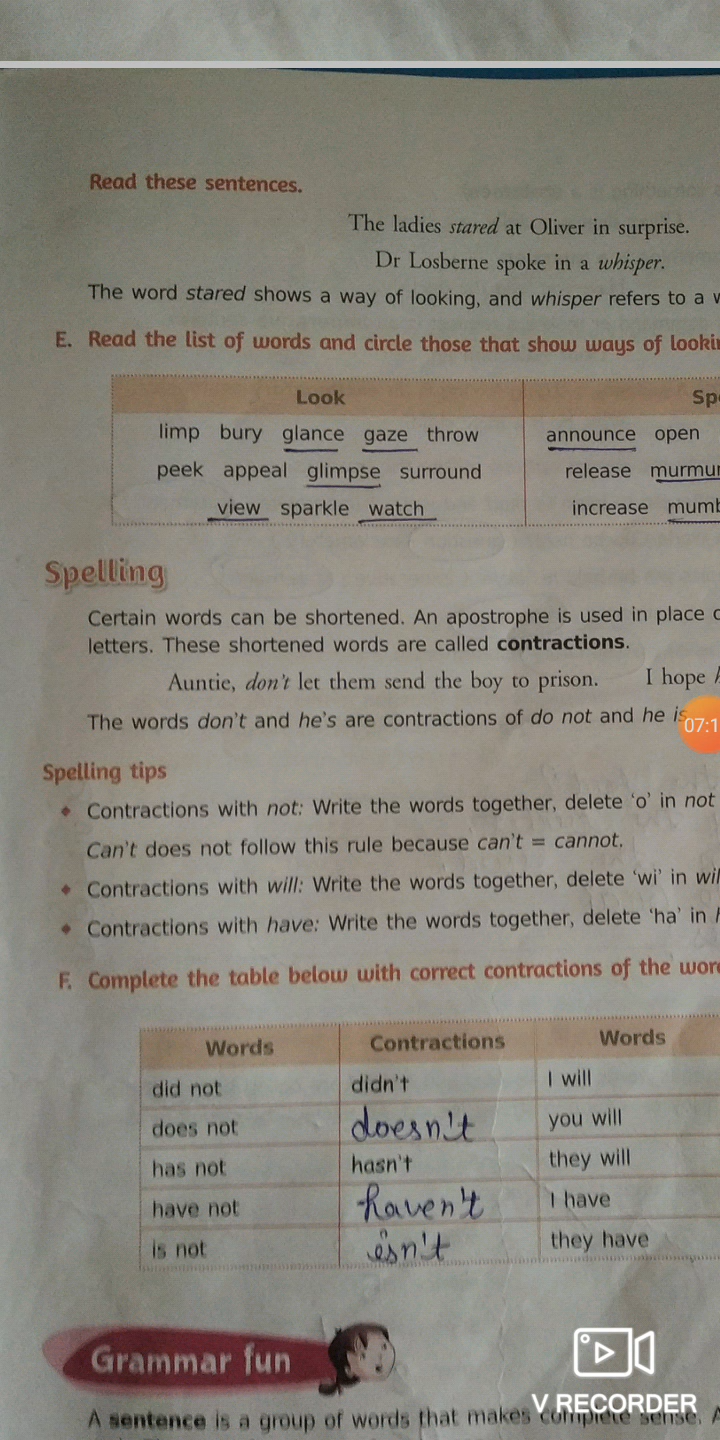 Read these sentences.
The ladies stared at Oliver in surprise.
Dr Losberne spoke in a whisper.
The word stared shows a way of looking, and whisper refers to a
E. Read the list of words and circle those that show ways of
Look
limp bury glance gaze throw announce open
peek appeal glimpse surround release
view sparkle watch increase
Spelling
Certain words can be shortened. An apostrophe is used in place
letters. These shortened words are called contractions.
Auntie, don't let them send the boy to prison. I hope
The words don't and he's are contractions of do not and he is
07:1
Spelling tips
Contractions with not: Write the words together, delete 'o' in not
Can't does not follow this rule because can't = cannot.
Contractions with will: Write the words together, delete 'wi' in
Contractions with have: Write the words together, delete 'ha' in
F. Complete the table below with correct contractions of the
Words Contractions Words
did not didn't I will
does not doesn't you will
has not hasn't they will
have not haven't I have
is not isn't they have
Grammar fun
V RECORDER
A sentence is a group of words that makes complete sense.